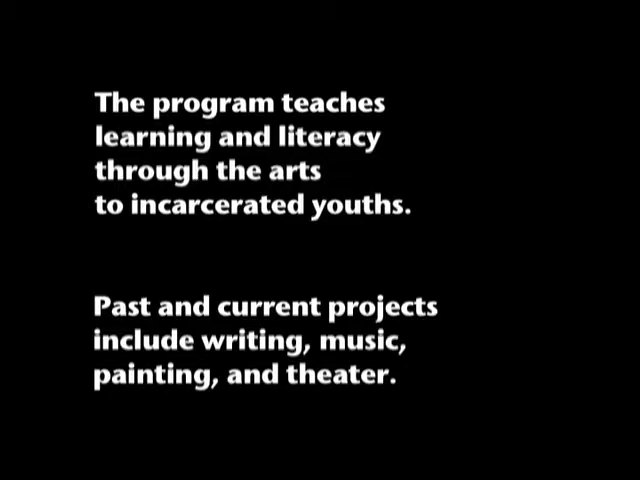 The program teaches
learning and literacy
through the arts
to incarcerated youths.
Past and current projects
include writing, music,
painting, and theater.